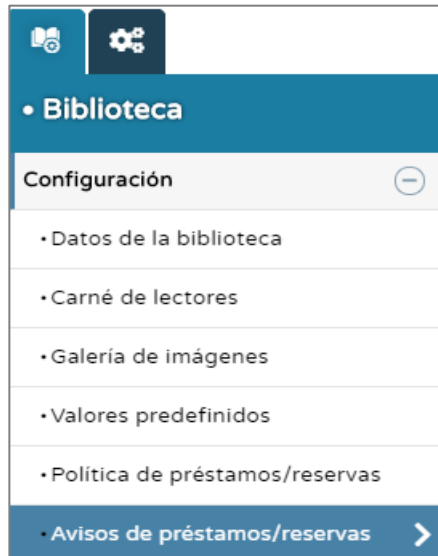 • Biblioteca
Configuración
• Datos de la biblioteca
• Carné de lectores
• Galería de imágenes
• Valores predefinidos
• Política de préstamos/reservas
• Avisos de préstamos/reservas